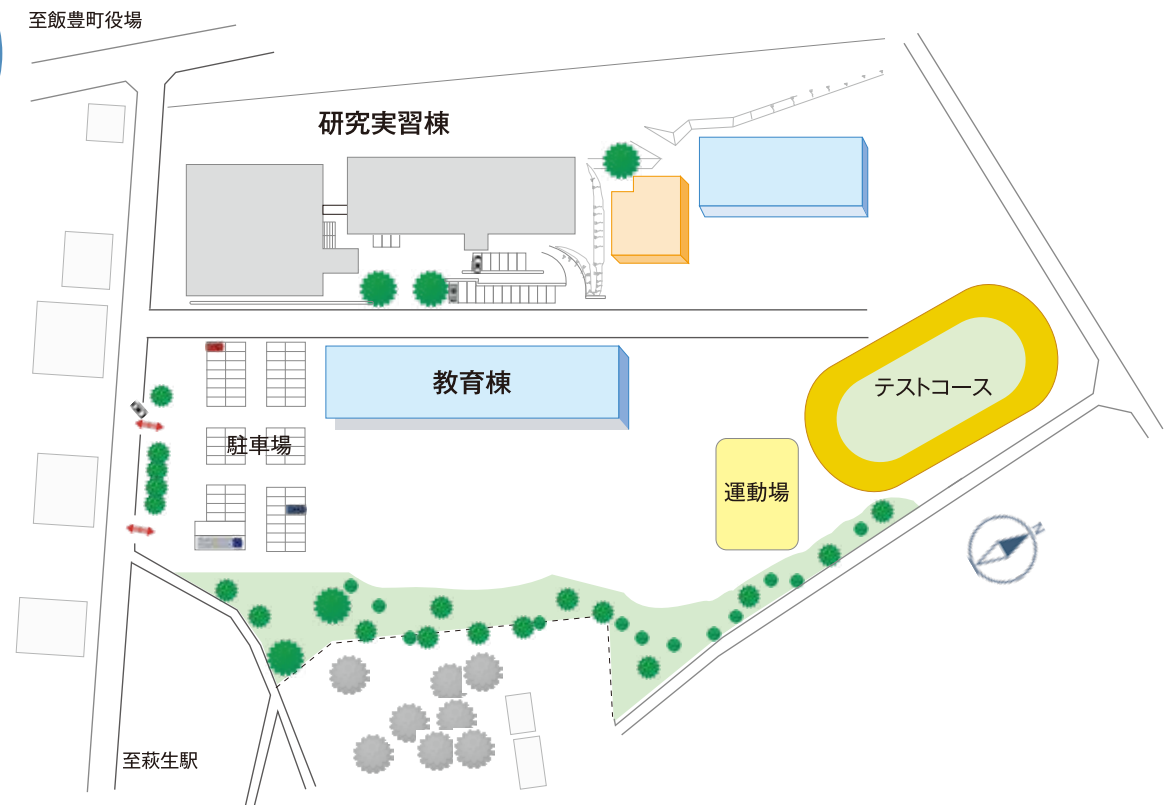 至飯豊町役場
研究実習棟
教育棟
テストコース
駐車場
運動場
N
至萩生駅